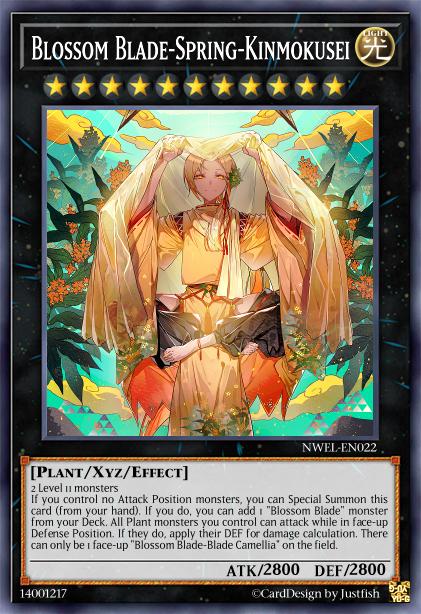 BLOSSOM BLADE-SPRING-KINMOKUSEI
LIGHT
光
NWEL-EN022
[PLANT/XYZ/EFFECT]
2 Level 11 monsters
If you control no Attack Position monsters, you can Special Summon this
card (from your hand). If you do, you can add 1 "Blossom Blade" monster
from your Deck. All Plant monsters you control can attack while in face-up
Defense Position. If they do, apply their DEF for damage calculation. There
can only be 1 face-up "Blossom Blade-Blade Camellia" on the field.
ATK/2800 DEF/2800
14001217 ©CardDesign by Justfish